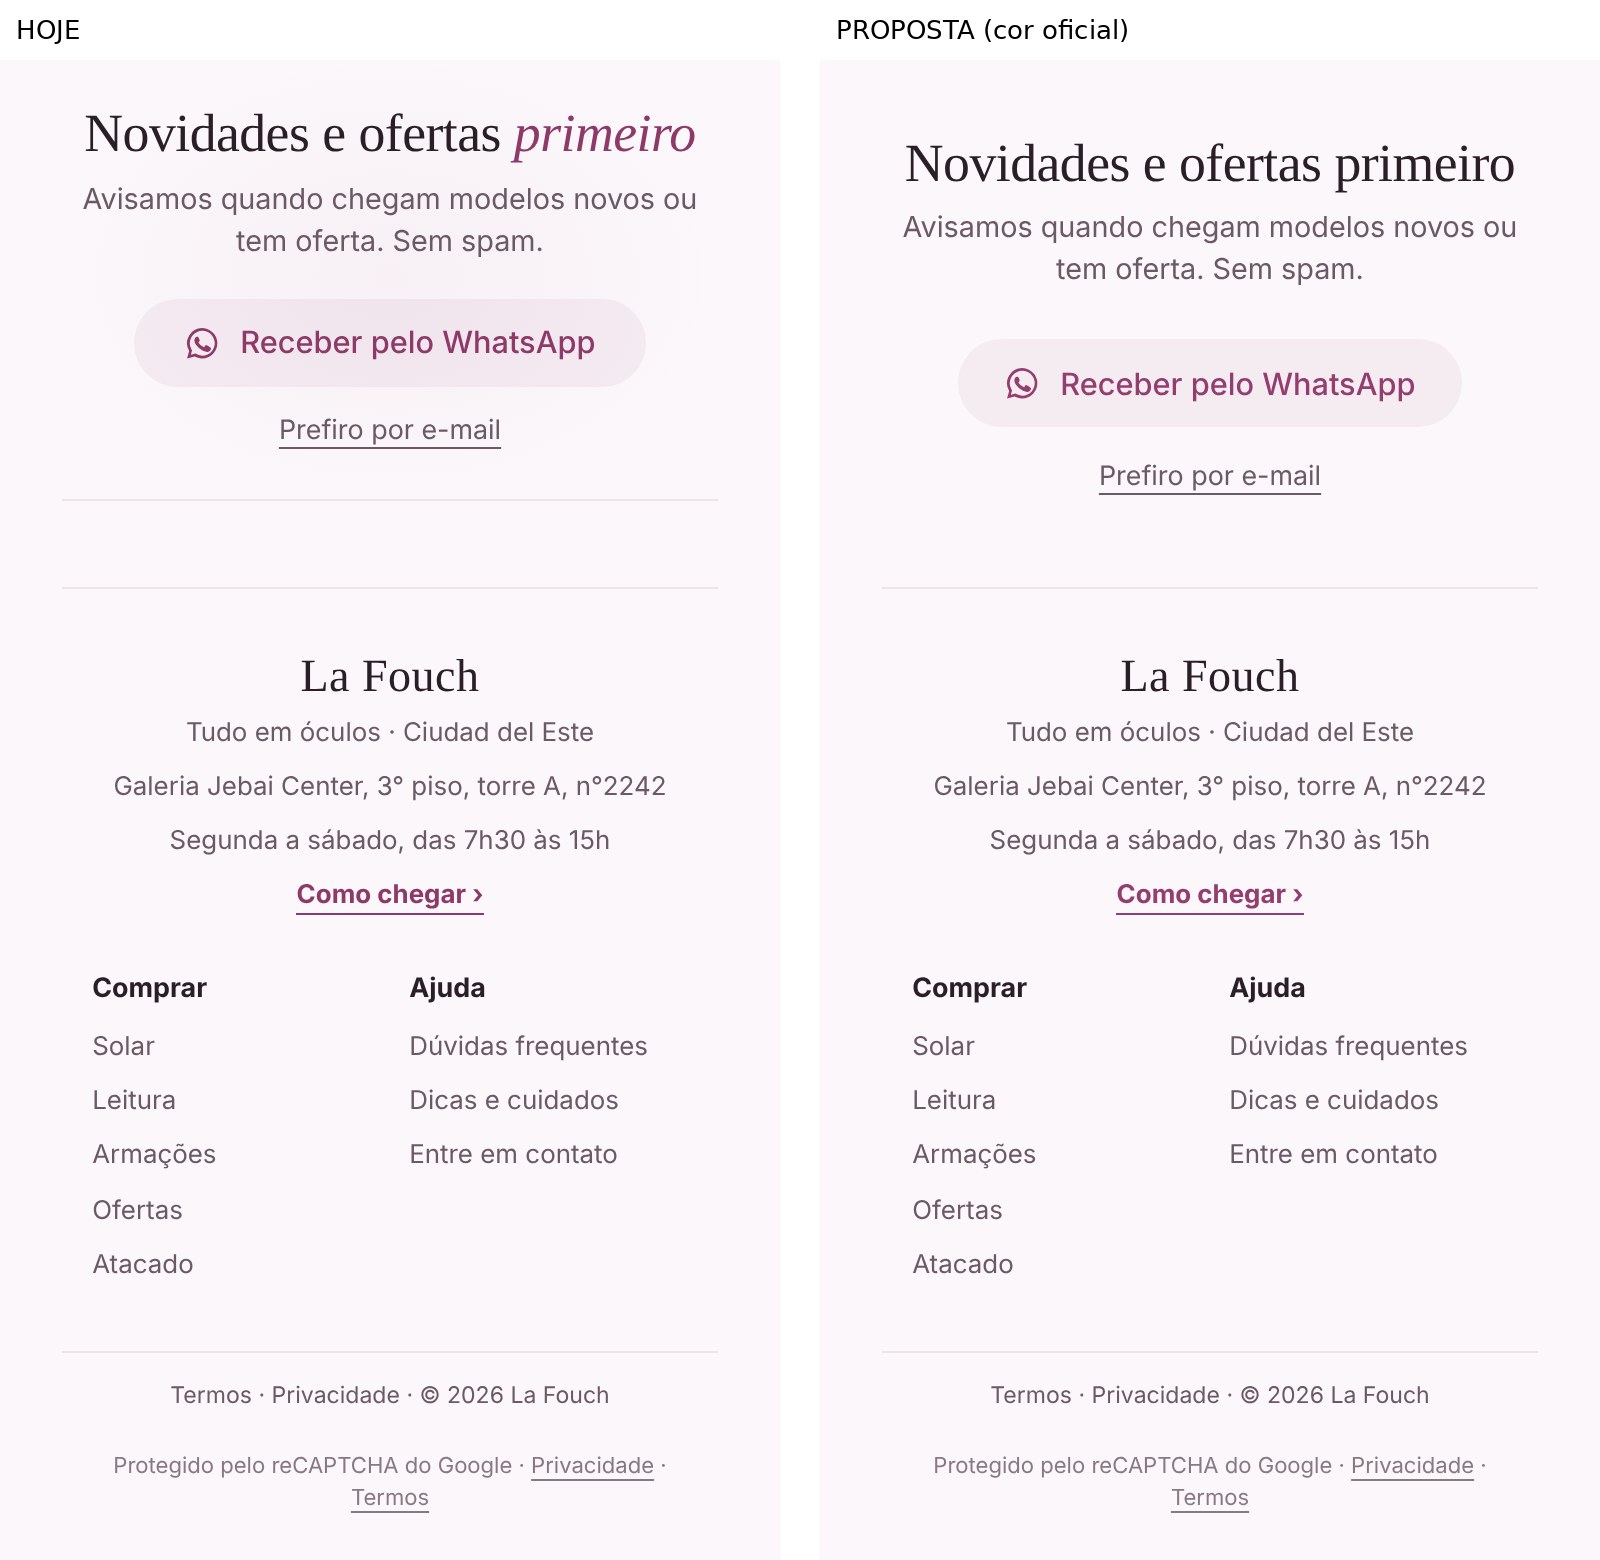 HOJE
Novidades e ofertas primeiro
Avisamos quando chegam modelos novos ou
tem oferta. Sem spam.
Receber pelo WhatsApp
Prefiro por e-mail
La Fouch
Tudo em óculos · Ciudad del Este
Galeria Jebai Center, 3° piso, torre A, n°2242
Segunda a sábado, das 7h30 às 15h
Como chegar ›
Comprar
Solar
Leitura
Armações
Ofertas
Atacado
Ajuda
Dúvidas frequentes
Dicas e cuidados
Entre em contato
Termos · Privacidade · © 2026 La Fouch
Protegido pelo reCAPTCHA do Google · Privacidade ·
Termos
PROPOSTA (cor oficial)
Novidades e ofertas primeiro
Avisamos quando chegam modelos novos ou
tem oferta. Sem spam.
Receber pelo WhatsApp
Prefiro por e-mail
La Fouch
Tudo em óculos · Ciudad del Este
Galeria Jebai Center, 3° piso, torre A, n°2242
Segunda a sábado, das 7h30 às 15h
Como chegar ›
Comprar
Solar
Leitura
Armações
Ofertas
Atacado
Ajuda
Dúvidas frequentes
Dicas e cuidados
Entre em contato
Termos · Privacidade · © 2026 La Fouch
Protegido pelo reCAPTCHA do Google · Privacidade ·
Termos